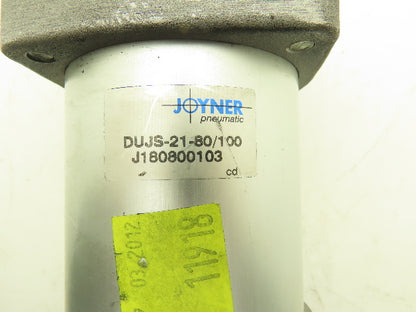 JOYNER
pneumatic
DUJS-21-80/100
J180800103
cd
03.2012
11918